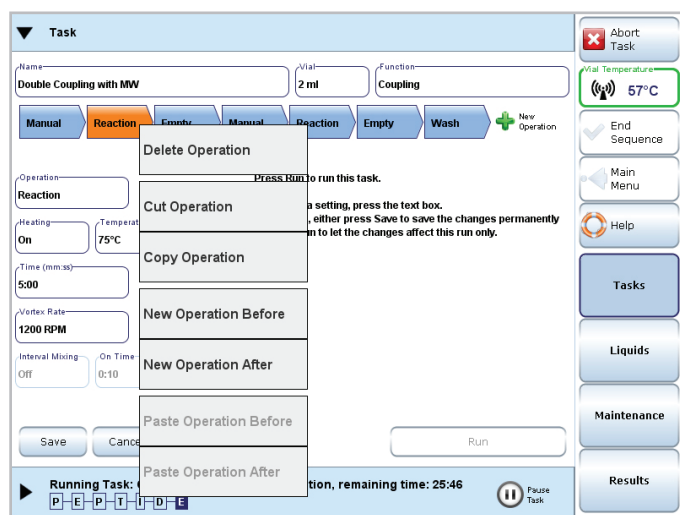 Task
Name
Double Coupling with MW
Vial
2 ml
Function
Coupling
Manual
Reaction
Empty
Manual
Reaction
Empty
Wash
New
Operation
Delete Operation
Cut Operation
Copy Operation
New Operation Before
New Operation After
Paste Operation Before
Paste Operation After
Press Run to run this task.
a setting, press the text box.
, either press Save to save the changes permanently
un to let the changes affect this run only.
Operation
Reaction
Heating
On
Temperat
75°C
Time (mm:ss)
5:00
Vortex Rate
1200 RPM
Interval Mixing
Off
On Time
0:10
Save
Cance
Run
Running Task:
tion, remaining time: 25:46
P E P T I D E
Pause
Task
Abort
Task
Vial Temperature
57°C
End
Sequence
Main
Menu
Help
Tasks
Liquids
Maintenance
Results